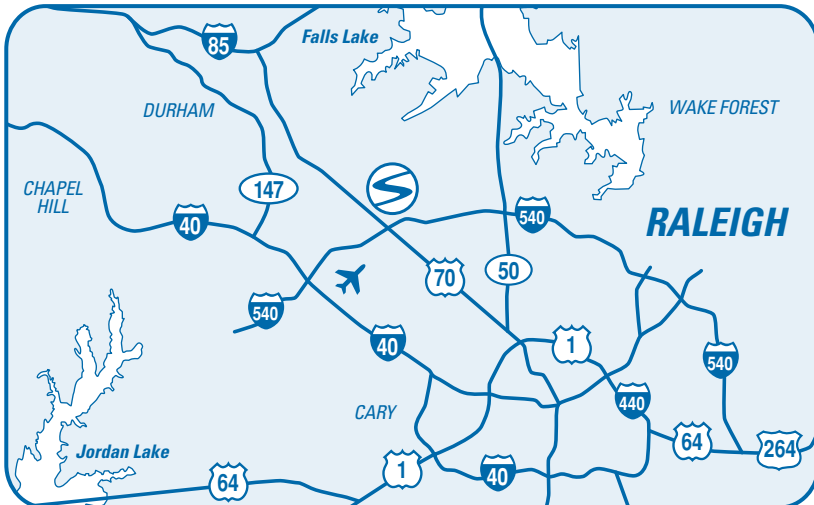 85
Falls Lake
DURHAM
WAKE FOREST
CHAPEL
HILL
147
40
540
RALEIGH
70
50
540
40
1
540
CARY
440
Jordan Lake
64
264
1
64
40